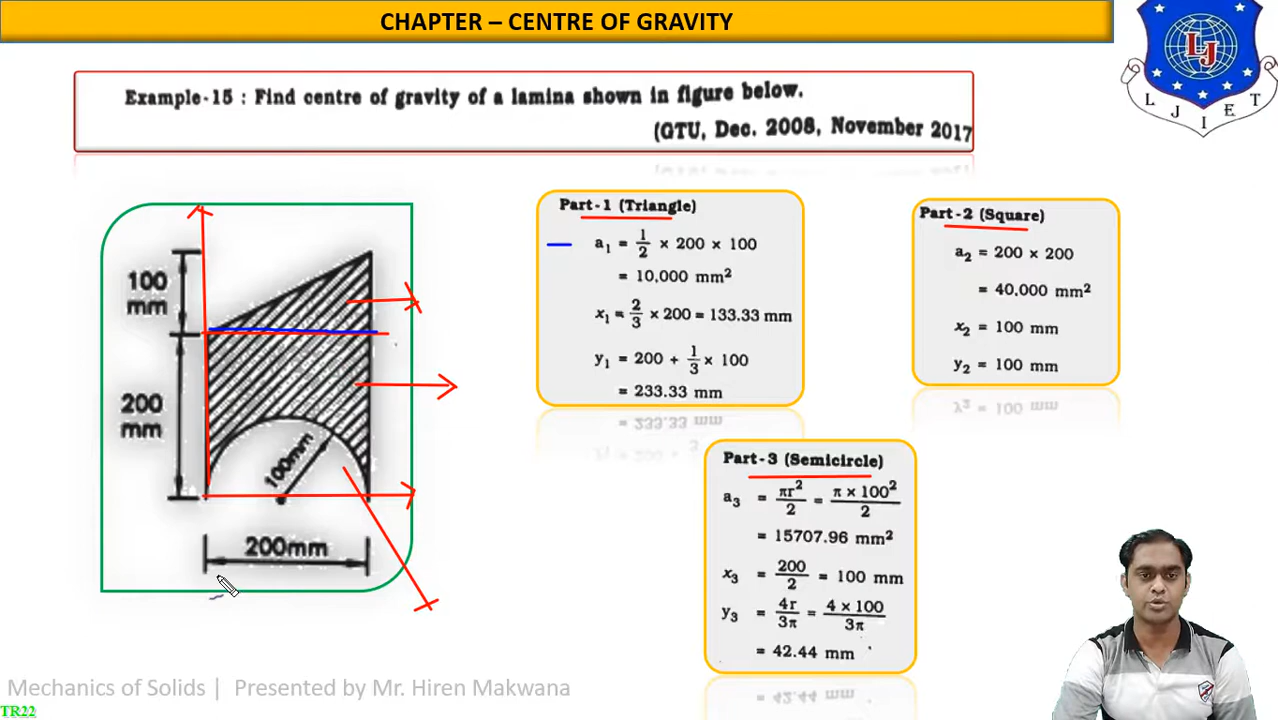 CHAPTER – CENTRE OF GRAVITY
L J I E T
LJ
Example-15 : Find centre of gravity of a lamina shown in figure below.
(GTU, Dec. 2008, November 2017
100
mm
200
mm
100mm
200mm
Part-1 (Triangle)
a₁ = 1/2 × 200 × 100
= 10,000 mm²
x₁ = 2/3 × 200 = 133.33 mm
y₁ = 200 + 1/3 × 100
= 233.33 mm
Part-2 (Square)
a₂ = 200 × 200
= 40,000 mm²
x₂ = 100 mm
y₂ = 100 mm
Part-3 (Semicircle)
a₃ = πr²/2 = π × 100²/2
= 15707.96 mm²
x₃ = 200/2 = 100 mm
y₃ = 4r/3π = 4 × 100/3π
= 42.44 mm
Mechanics of Solids | Presented by Mr. Hiren Makwana
TR22